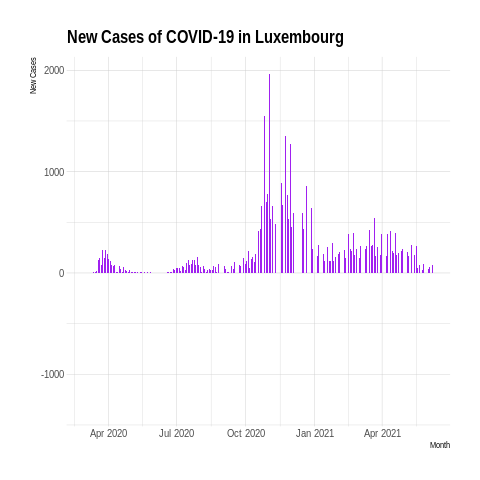 New Cases of COVID-19 in Luxembourg
New Cases
2000
1000
0
-1000
Apr 2020 Jul 2020 Oct 2020 Jan 2021 Apr 2021
Month